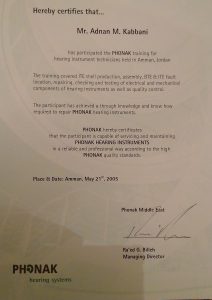 Hereby certifies that...
Mr. Adnan M. Kabbani
has participated the PHONAK training for
hearing instrument technicians held in Amman, Jordan
The training covered ITE shell production, assembly, BTE & ITE fault
location, repairing, checking and testing of electrical and mechanical
components of hearing instruments as well as quality control.
The participant has achieved a through knowledge and know how
required to repair PHONAK hearing instruments.
PHONAK hereby certificates
that the participant is capable of servicing and maintaining
PHONAK HEARING INSTRUMENTS
in a reliable and professional way according to the high
PHONAK quality standards.
Place & Date: Amman, May 21st, 2005
Phonak Middle East
Ra'ed G. Billeh
Managing Director
PHONAK
hearing systems